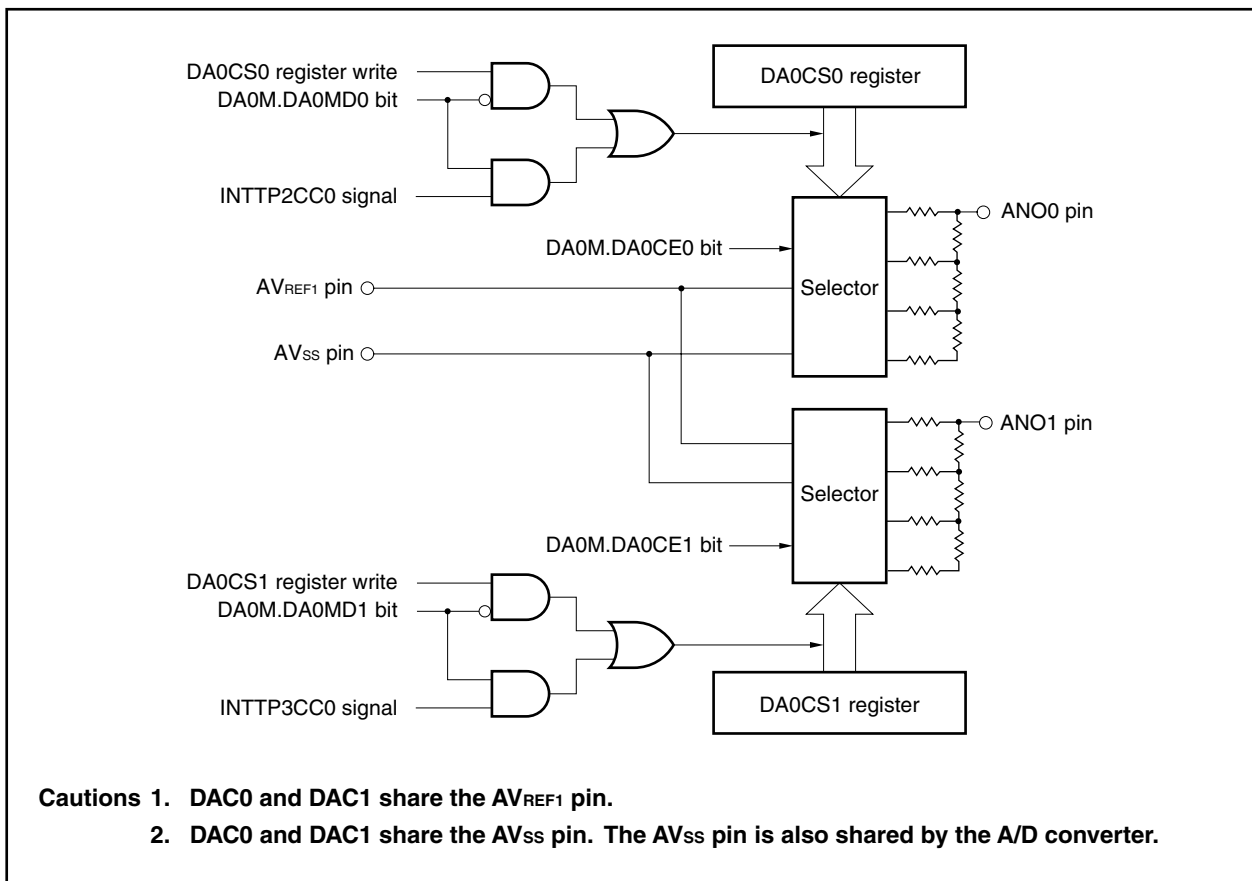 DA0CS0 register write
DA0M.DA0MD0 bit
DA0CS0 register
INTTP2CC0 signal
ANO0 pin
DA0M.DA0CE0 bit
AVREF1 pin
Selector
AVSS pin
ANO1 pin
Selector
DA0M.DA0CE1 bit
DA0CS1 register write
DA0M.DA0MD1 bit
INTTP3CC0 signal
DA0CS1 register
Cautions 1. DAC0 and DAC1 share the AVREF1 pin.
2. DAC0 and DAC1 share the AVSS pin. The AVSS pin is also shared by the A/D converter.